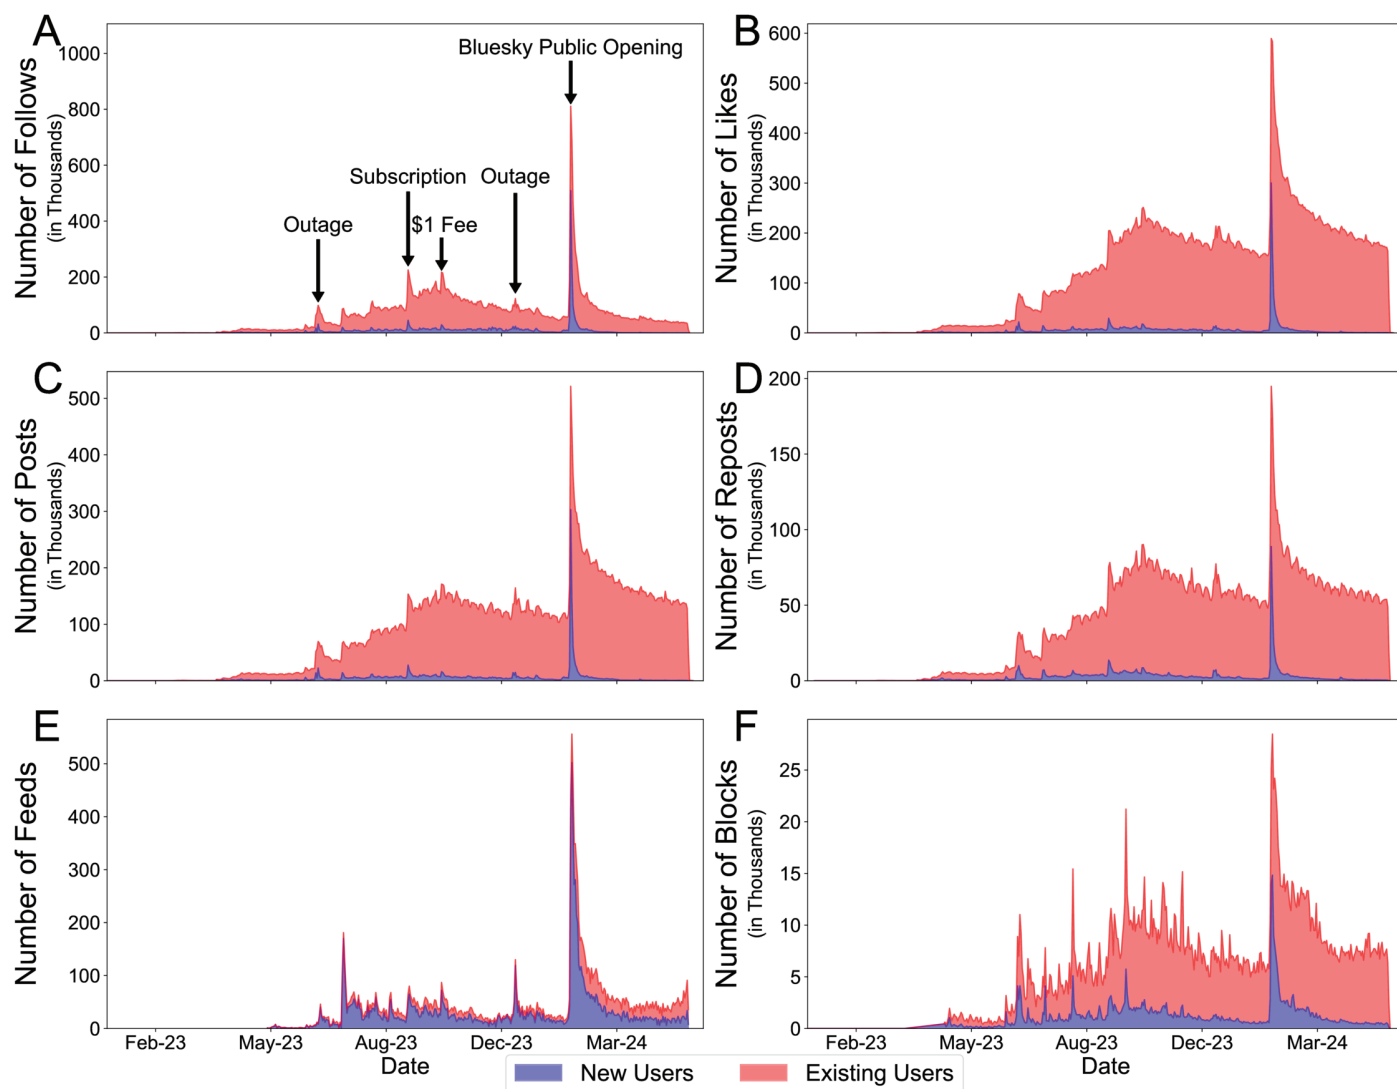 A
Number of Follows
(in Thousands)
1000
800
600
400
200
0
Bluesky Public Opening
Subscription
Outage
Outage
$1 Fee
B
Number of Likes
(in Thousands)
600
500
400
300
200
100
0
C
Number of Posts
(in Thousands)
500
400
300
200
100
0
D
Number of Reposts
(in Thousands)
200
150
100
50
0
E
Number of Feeds
500
400
300
200
100
0
Feb-23 May-23 Aug-23 Dec-23 Mar-24
Date
F
Number of Blocks
(in Thousands)
25
20
15
10
5
0
Feb-23 May-23 Aug-23 Dec-23 Mar-24
Date
New Users Existing Users